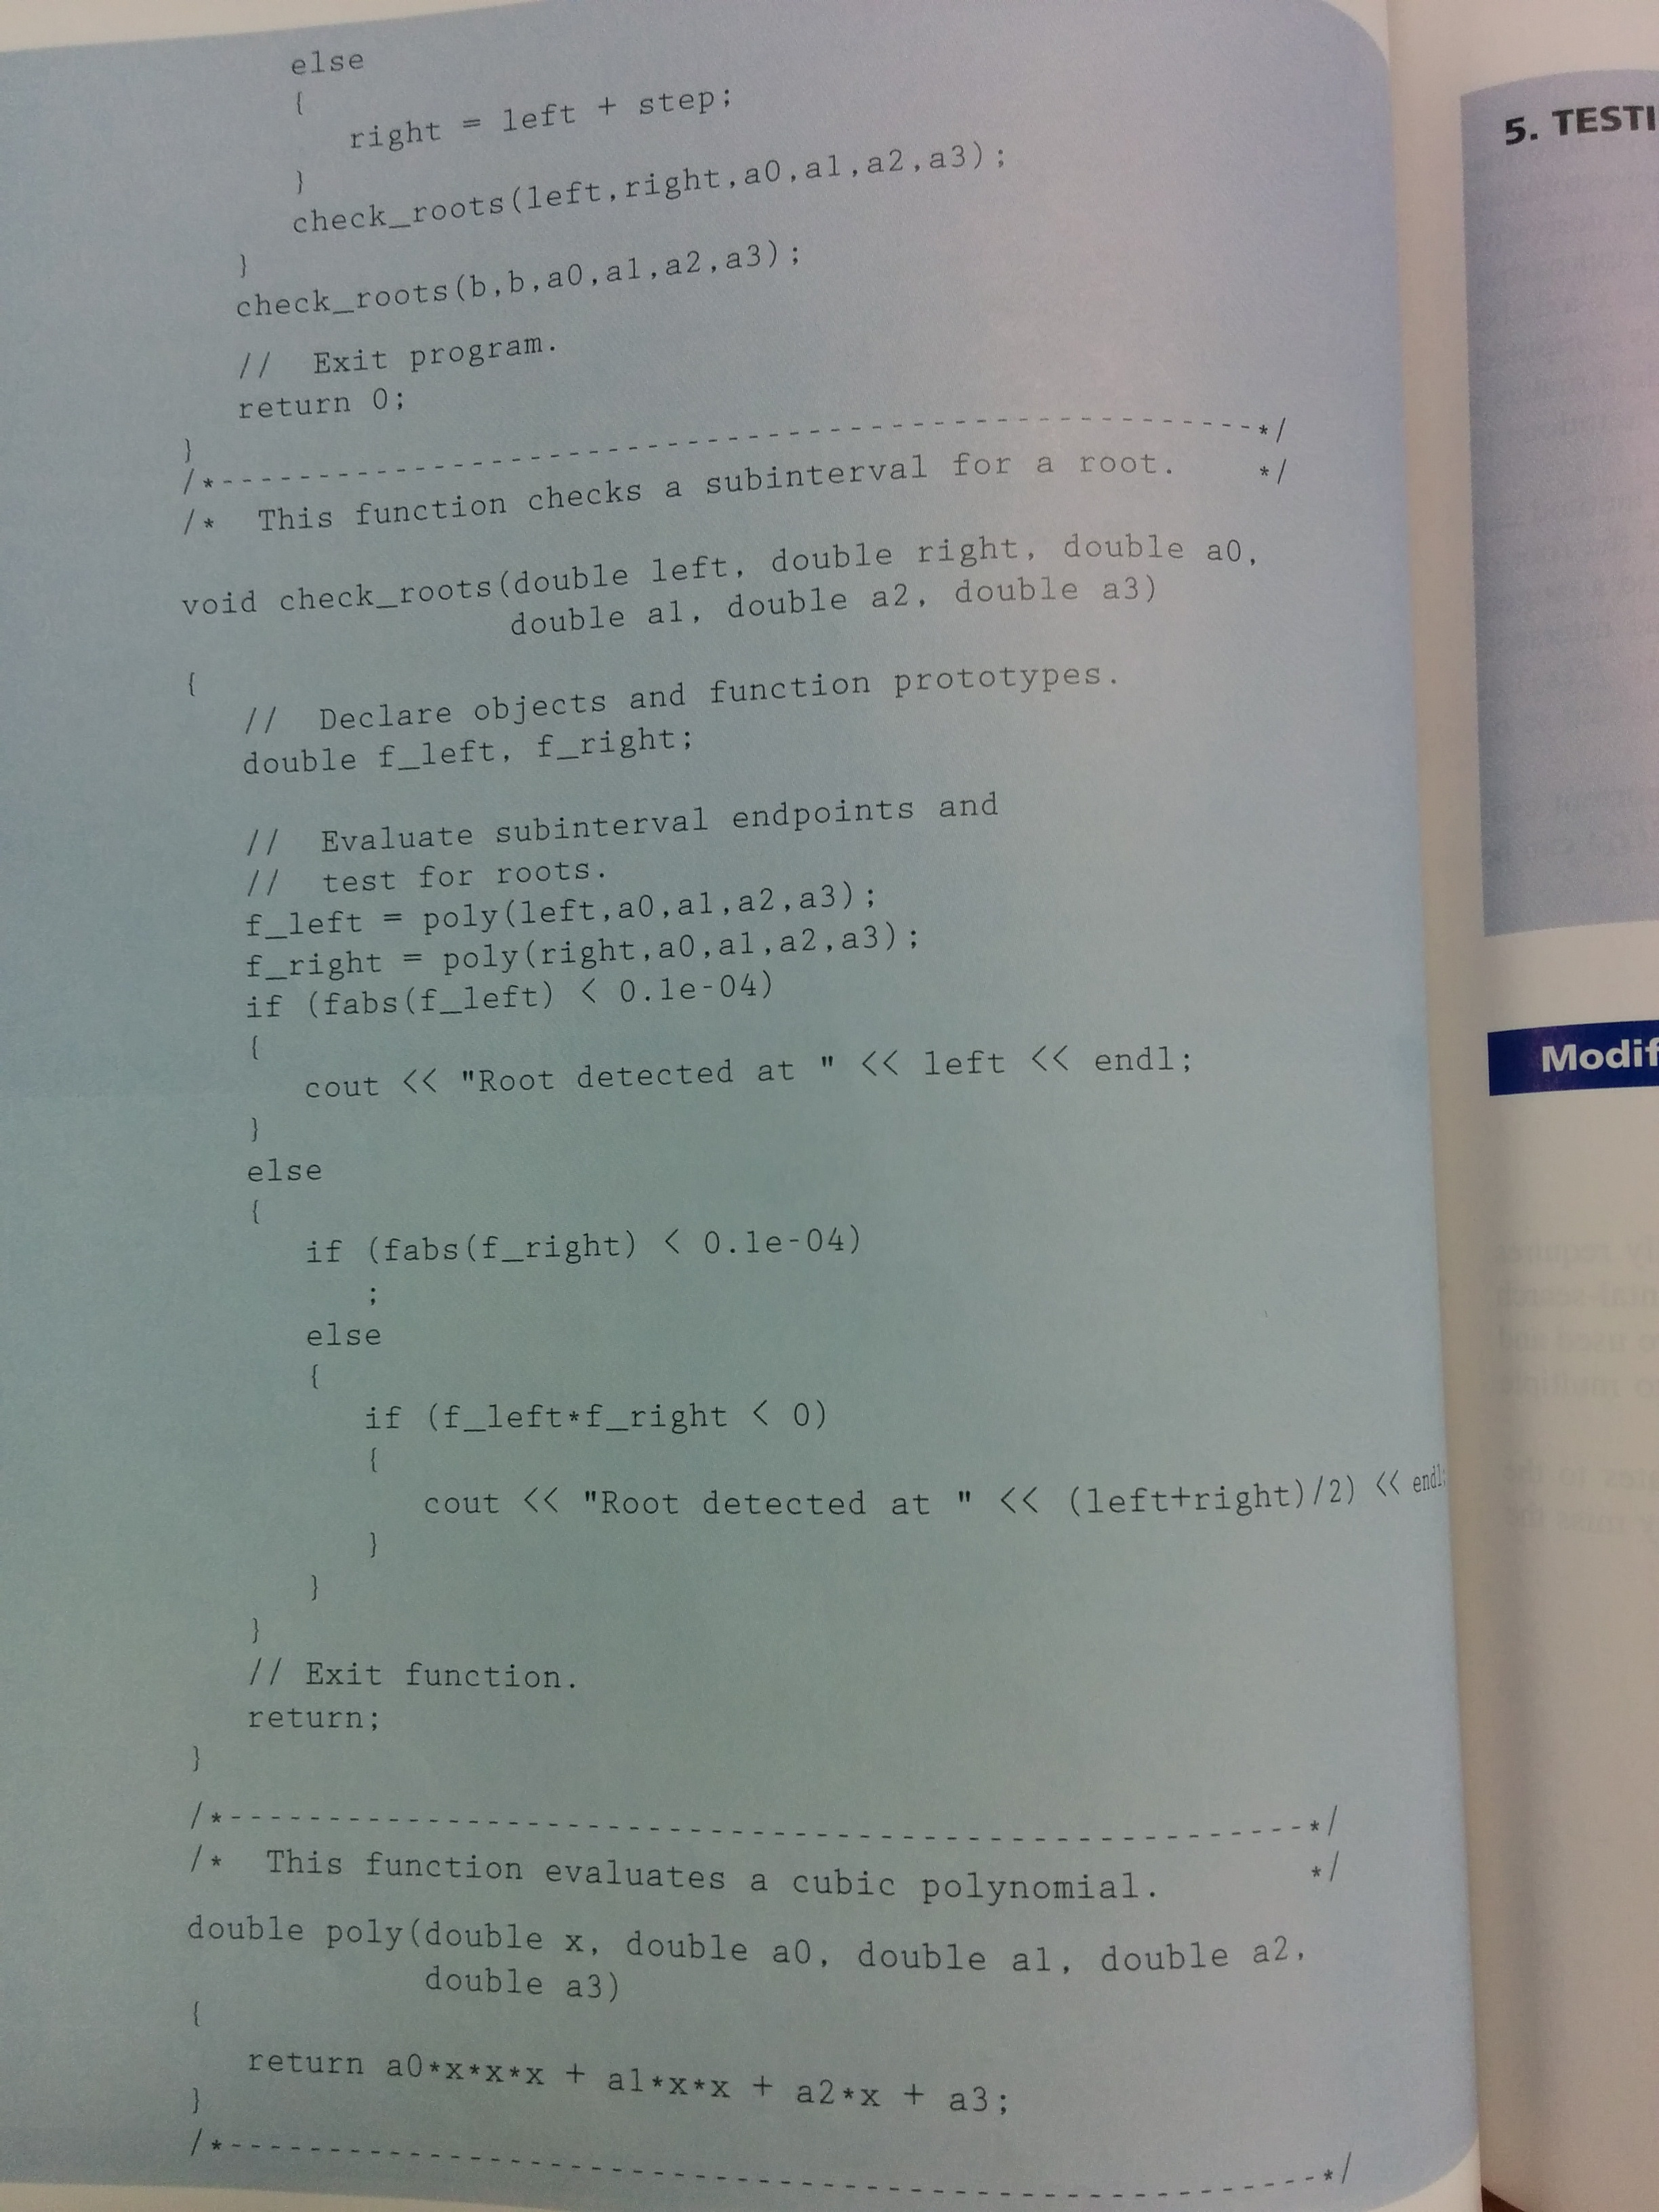 else
{
right = left + step;
}
check_roots(left,right,a0,a1,a2,a3);
}
check_roots(b,b,a0,a1,a2,a3);
// Exit program.
return 0;
}
/*------------------------------------------------------*/
/* This function checks a subinterval for a root. */
void check_roots(double left, double right, double a0,
double a1, double a2, double a3)
{
// Declare objects and function prototypes.
double f_left, f_right;
// Evaluate subinterval endpoints and
// test for roots.
f_left = poly(left,a0,a1,a2,a3);
f_right = poly(right,a0,a1,a2,a3);
if (fabs(f_left) < 0.1e-04)
{
cout << "Root detected at " << left << endl;
}
else
{
if (fabs(f_right) < 0.1e-04)
;
else
{
if (f_left*f_right < 0)
{
cout << "Root detected at " << (left+right)/2) << endl;
}
}
}
// Exit function.
return;
}
/*------------------------------------------------------*/
/* This function evaluates a cubic polynomial. */
double poly(double x, double a0, double a1, double a2,
double a3)
{
return a0*x*x*x + a1*x*x + a2*x + a3;
}
/*------------------------------------------------------*/
5. TESTI
Modif